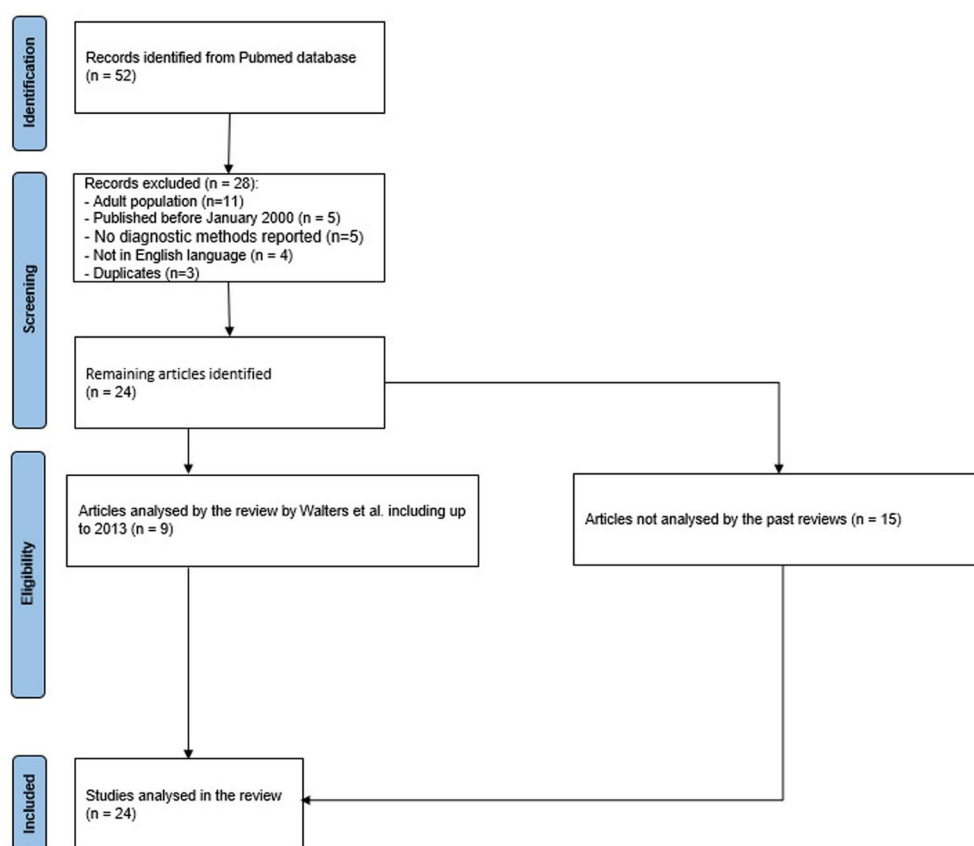 Identification
Records identified from Pubmed database
(n = 52)
Screening
Records excluded (n = 28):
- Adult population (n=11)
- Published before January 2000 (n = 5)
- No diagnostic methods reported (n=5)
- Not in English language (n = 4)
- Duplicates (n=3)
Remaining articles identified
(n = 24)
Eligibility
Articles analysed by the review by Walters et al. including up
to 2013 (n = 9)
Articles not analysed by the past reviews (n = 15)
Included
Studies analysed in the review
(n = 24)